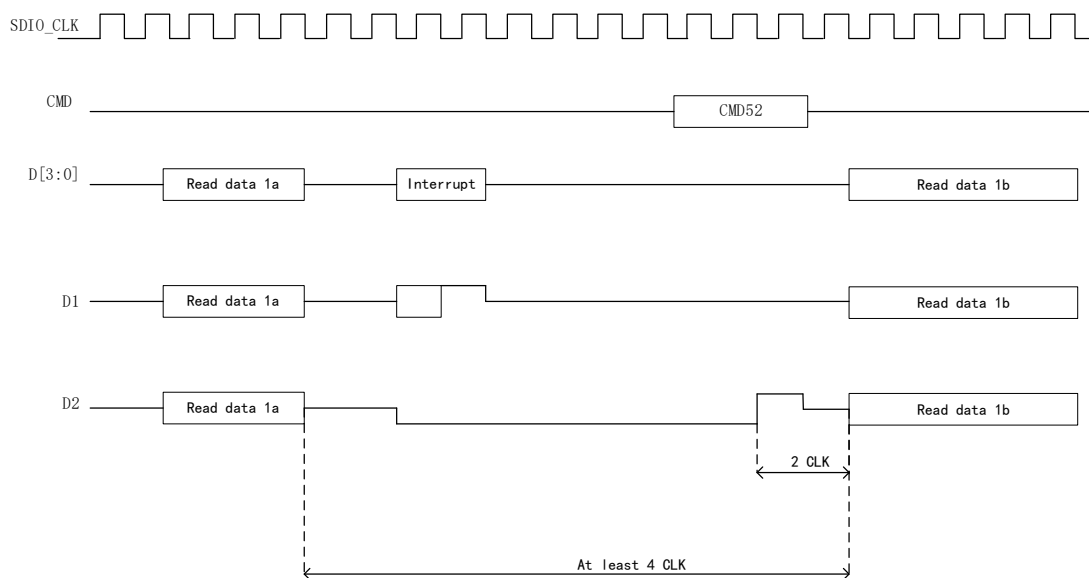 SDIO_CLK
CMD
CMD52
D[3:0]
Read data 1a
Interrupt
Read data 1b
D1
Read data 1a
Read data 1b
D2
Read data 1a
Read data 1b
2 CLK
At least 4 CLK